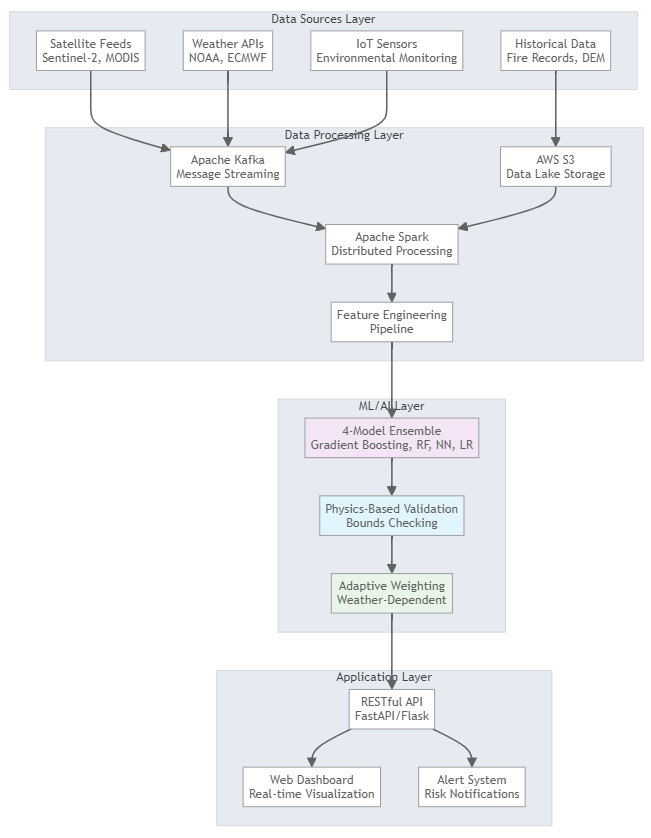 Data Sources Layer
Satellite Feeds
Sentinel-2, MODIS
Weather APIs
NOAA, ECMWF
IoT Sensors
Environmental Monitoring
Historical Data
Fire Records, DEM
Data Processing Layer
Apache Kafka
Message Streaming
AWS S3
Data Lake Storage
Apache Spark
Distributed Processing
Feature Engineering
Pipeline
ML/AI Layer
4-Model Ensemble
Gradient Boosting, RF, NN, LR
Physics-Based Validation
Bounds Checking
Adaptive Weighting
Weather-Dependent
Application Layer
RESTful API
FastAPI/Flask
Web Dashboard
Real-time Visualization
Alert System
Risk Notifications